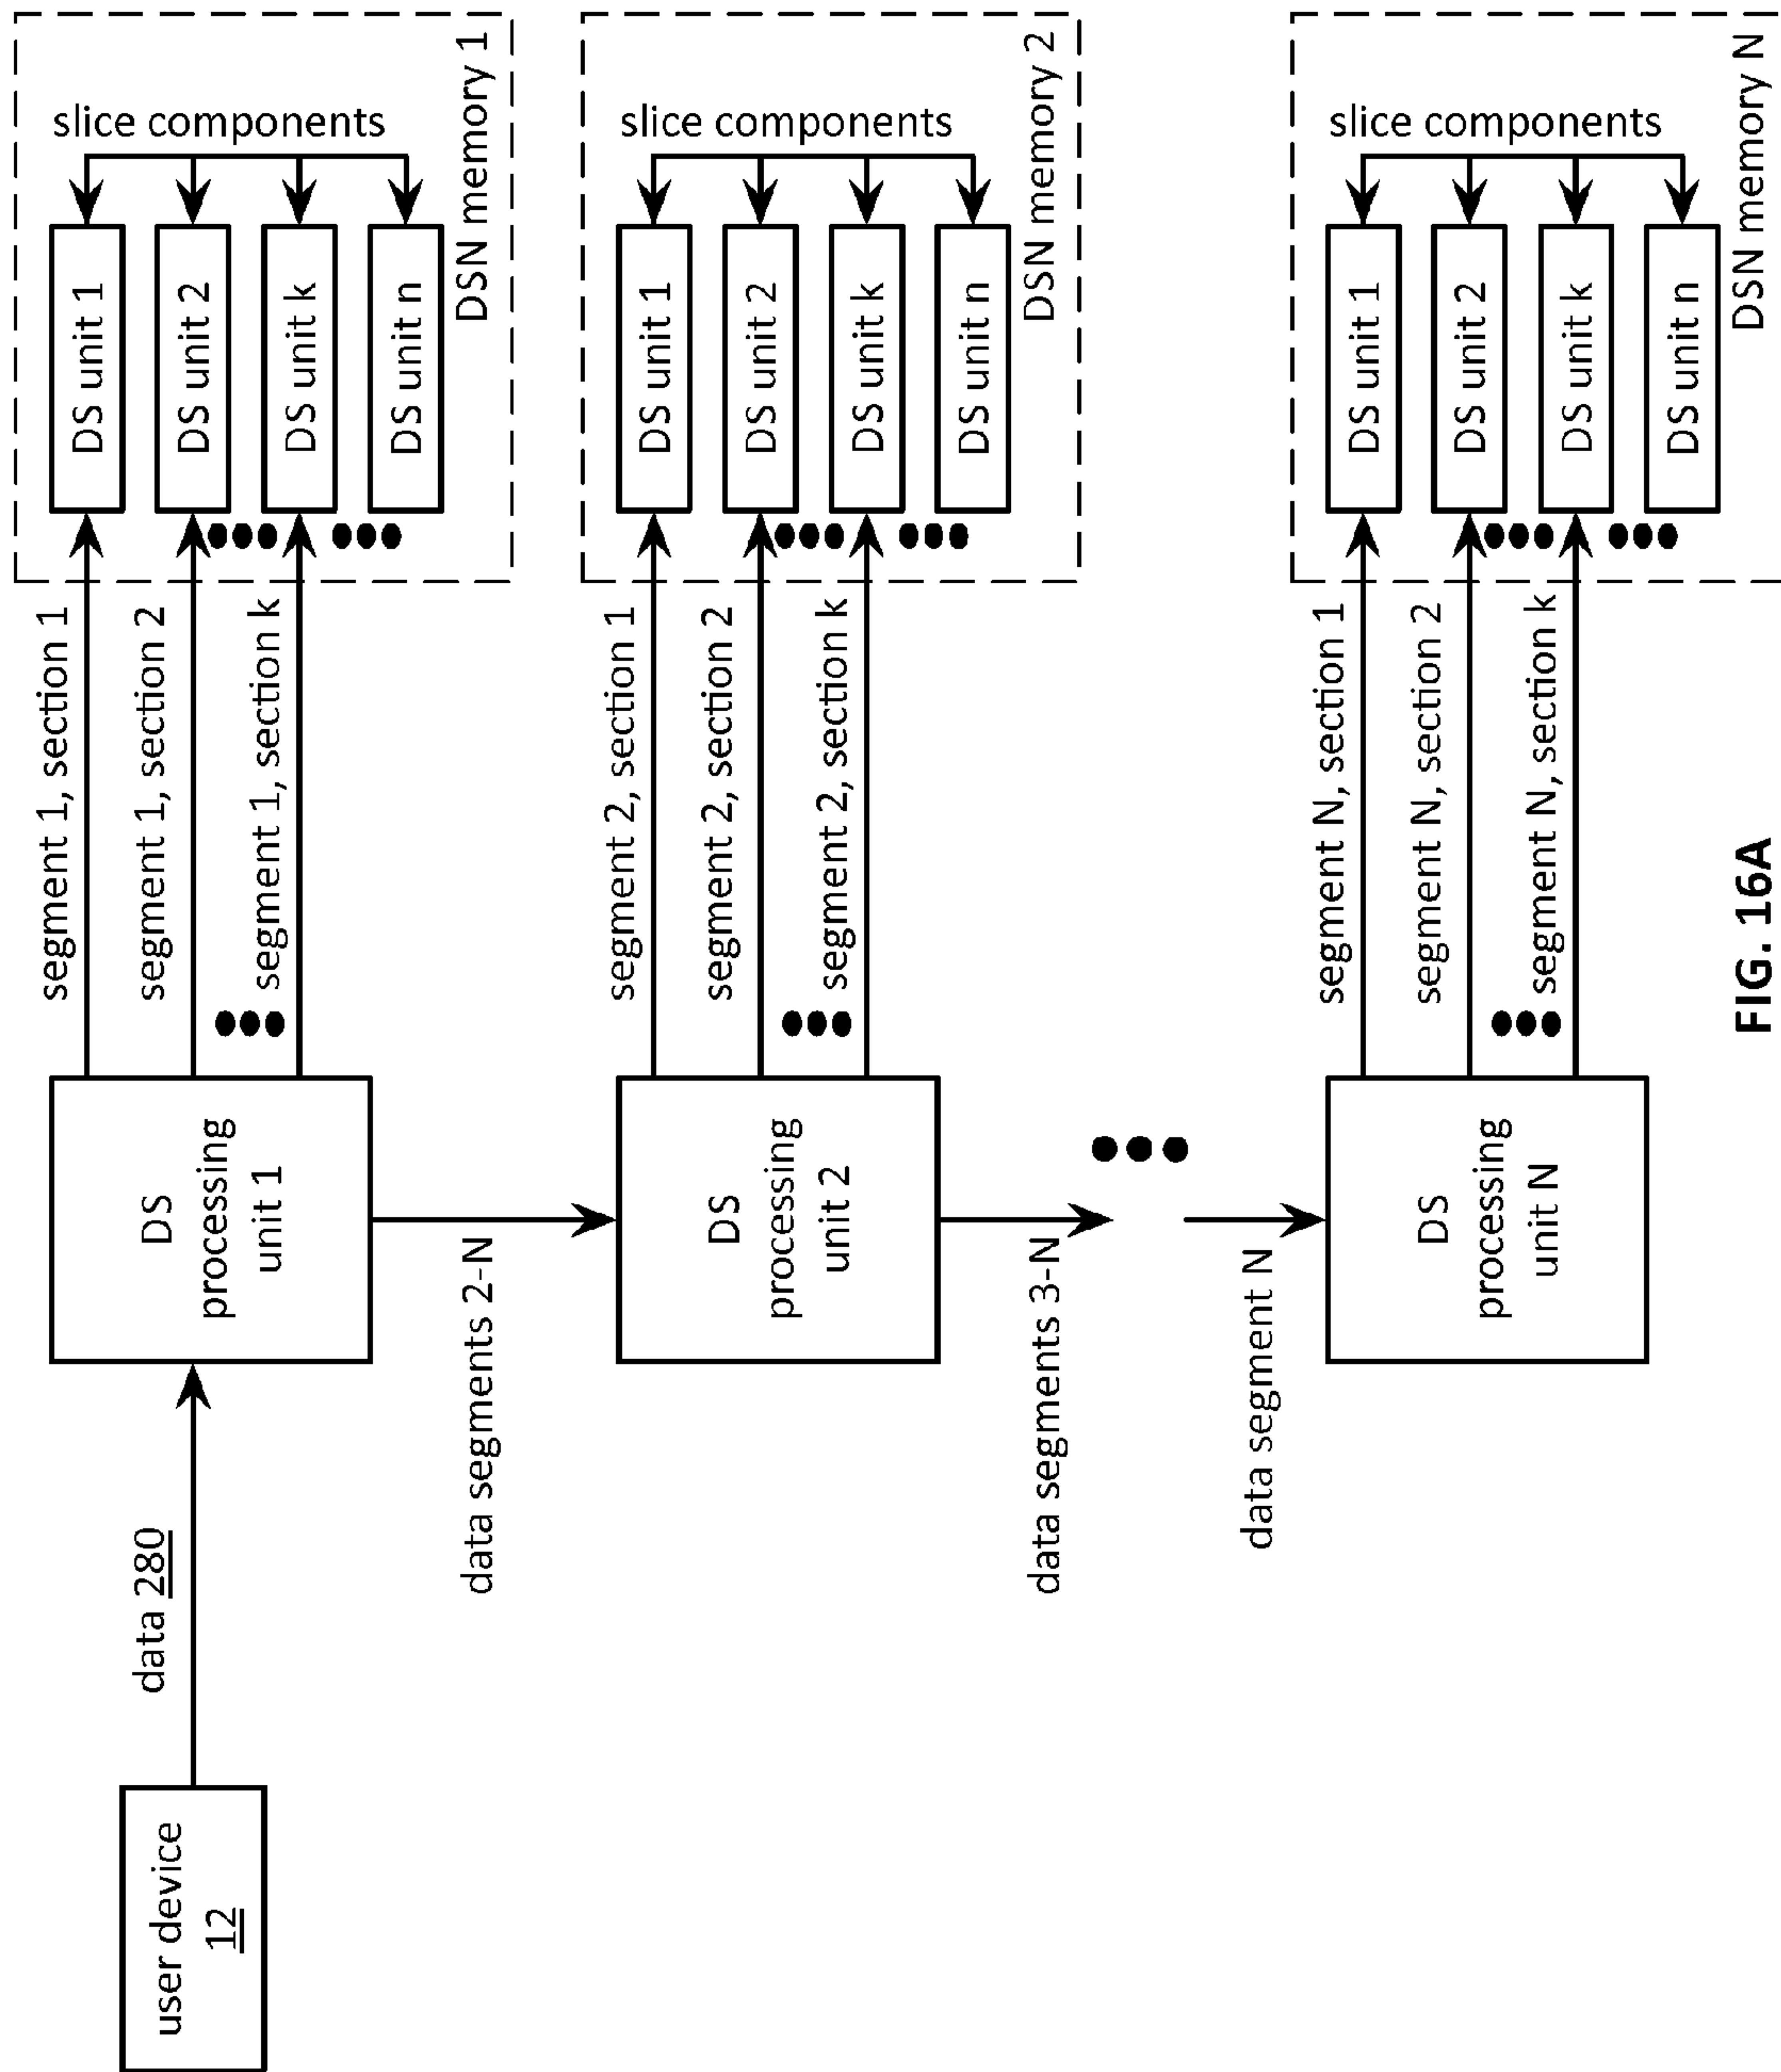 user device
12
data 280
DS
processing
unit 1
segment 1, section 1
segment 1, section 2
segment 1, section k
DS unit 1
DS unit 2
DS unit k
DS unit n
slice components
DSN memory 1
data segments 2-N
DS
processing
unit 2
segment 2, section 1
segment 2, section 2
segment 2, section k
DS unit 1
DS unit 2
DS unit k
DS unit n
slice components
DSN memory 2
data segments 3-N
data segment N
DS
processing
unit N
segment N, section 1
segment N, section 2
segment N, section k
DS unit 1
DS unit 2
DS unit k
DS unit n
slice components
DSN memory N
FIG. 16A